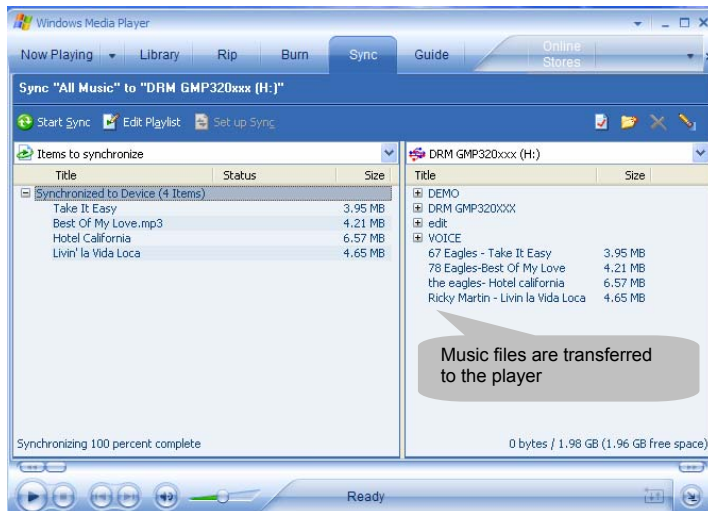 Windows Media Player
Now Playing Library Rip Burn Sync Guide Online Stores
Sync "All Music" to "DRM GMP320xxx (H:)"
Start Sync Edit Playlist Set up Sync
Items to synchronize
Title Status Size
Synchronized to Device (4 Items)
Take It Easy 3.95 MB
Best Of My Love.mp3 4.21 MB
Hotel California 6.57 MB
Livin' la Vida Loca 4.65 MB
Synchronizing 100 percent complete
DRM GMP320xxx (H:)
Title Size
DEMO
DRM GMP320XXX
edit
VOICE
67 Eagles - Take It Easy 3.95 MB
78 Eagles-Best Of My Love 4.21 MB
the eagles- Hotel california 6.57 MB
Ricky Martin - Livin la Vida Loca 4.65 MB
Music files are transferred
to the player
0 bytes / 1.98 GB (1.96 GB free space)
Ready